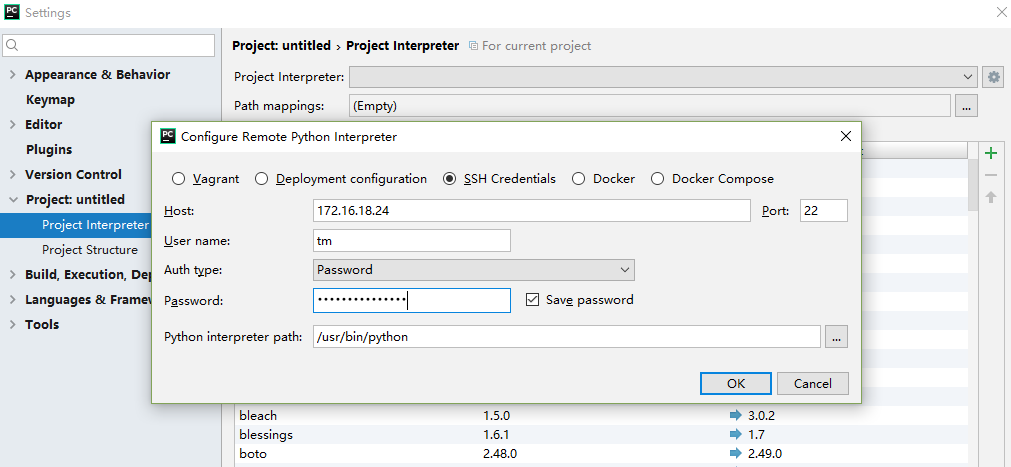 PC Settings
Project: untitled › Project Interpreter For current project
Appearance & Behavior
Project Interpreter:
Keymap
Path mappings: (Empty) ...
Editor
Plugins
Version Control
Project: untitled
Project Interpreter
Project Structure
Build, Execution, Dep
Languages & Framew
Tools
PC Configure Remote Python Interpreter
Vagrant Deployment configuration SSH Credentials Docker Docker Compose
Host: 172.16.18.24 Port: 22
User name: tm
Auth type: Password
Password: ••••••••••••••• Save password
Python interpreter path: /usr/bin/python ...
OK Cancel
bleach 1.5.0 3.0.2
blessings 1.6.1 1.7
boto 2.48.0 2.49.0